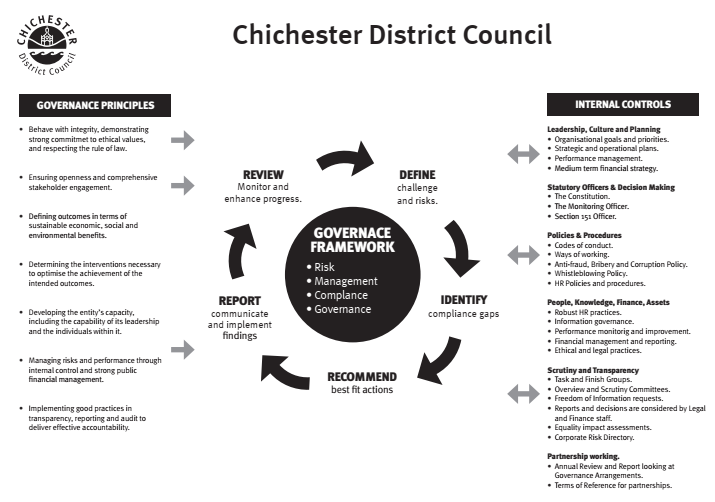 CHICHESTER
District Council
Chichester District Council
GOVERNANCE PRINCIPLES
• Behave with integrity, demonstrating
strong commitmet to ethical values,
and respecting the rule of law.
• Ensuring openness and comprehensive
stakeholder engagement.
• Defining outcomes in terms of
sustainable economic, social and
environmental benefits.
• Determining the interventions necessary
to optimise the achievement of the
intended outcomes.
• Developing the entity's capacity,
including the capability of its leadership
and the individuals within it.
• Managing risks and performance through
internal control and strong public
financial management.
• Implementing good practices in
transparency, reporting and audit to
deliver effective accountability.
REVIEW
Monitor and
enhance progress.
DEFINE
challenge
and risks.
GOVERNACE
FRAMEWORK
• Risk
• Management
• Complance
• Governance
REPORT
communicate
and implement
findings
IDENTIFY
compliance gaps
RECOMMEND
best fit actions
INTERNAL CONTROLS
Leadership, Culture and Planning
• Organisational goals and priorities.
• Strategic and operational plans.
• Performance management.
• Medium term financial strategy.
Statutory Officers & Decision Making
• The Constitution.
• The Monitoring Officer.
• Section 151 Officer.
Policies & Procedures
• Codes of conduct.
• Ways of working.
• Anti-fraud, Bribery and Corruption Policy.
• Whistleblowing Policy.
• HR Policies and procedures.
People, Knowledge, Finance, Assets
• Robust HR practices.
• Information governance.
• Performance monitorig and improvement.
• Financial management and reporting.
• Ethical and legal practices.
Scrutiny and Transparency
• Task and Finish Groups.
• Overview and Scrutiny Committees.
• Freedom of Information requests.
• Reports and decisions are considered by Legal
and Finance staff.
• Equality impact assessments.
• Corporate Risk Directory.
Partnership working.
• Annual Review and Report looking at
Governance Arrangements.
• Terms of Reference for partnerships.